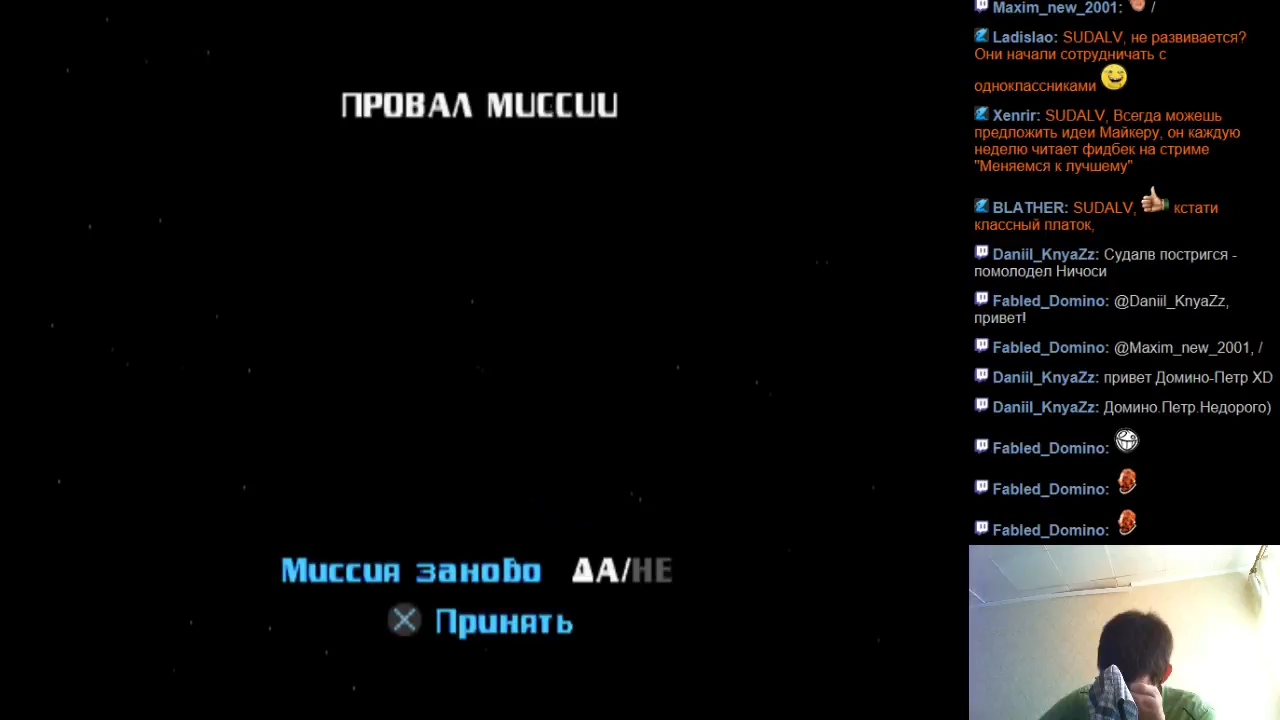 ПРОВАЛ МИССИИ
Миссия заново ДА/НЕ
Принять
Maxim_new_2001: /
Ladislao: SUDALV, не развивается?
Они начали сотрудничать с
одноклассниками
Xenrir: SUDALV, Всегда можешь
предложить идеи Майкеру, он каждую
неделю читает фидбек на стриме
"Меняемся к лучшему"
BLATHER: SUDALV, кстати
классный платок,
Daniil_KnyaZz: Судалв постригся -
помолодел Ничоси
Fabled_Domino: @Daniil_KnyaZz,
привет!
Fabled_Domino: @Maxim_new_2001, /
Daniil_KnyaZz: привет Домино-Петр XD
Daniil_KnyaZz: Домино.Петр.Недорого)
Fabled_Domino:
Fabled_Domino:
Fabled_Domino: